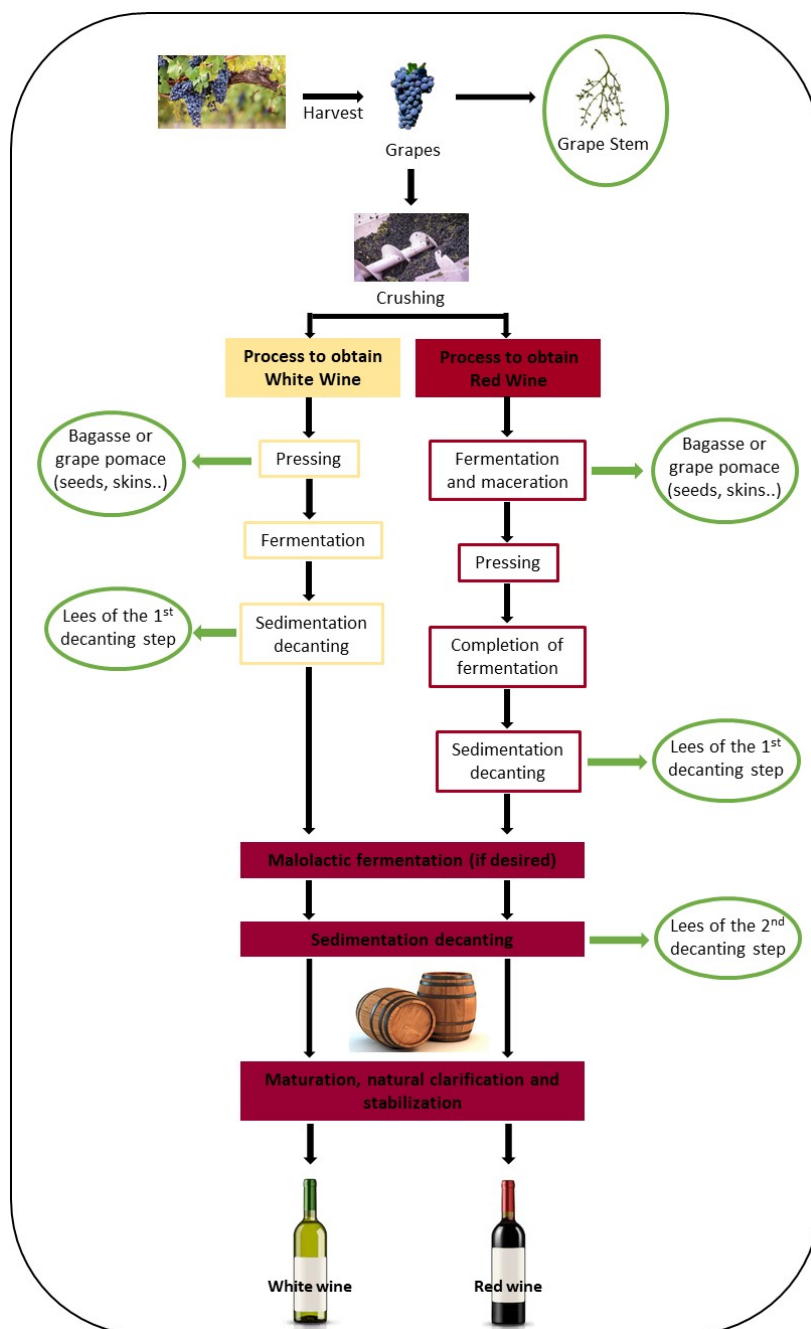 Harvest
Grapes
Grape Stem
Crushing
Process to obtain
White Wine
Process to obtain
Red Wine
Bagasse or
grape pomace
(seeds, skins..)
Pressing
Fermentation
and maceration
Bagasse or
grape pomace
(seeds, skins..)
Fermentation
Pressing
Lees of the 1st
decanting step
Sedimentation
decanting
Completion of
fermentation
Sedimentation
decanting
Lees of the 1st
decanting step
Malolactic fermentation (if desired)
Sedimentation decanting
Lees of the 2nd
decanting step
Maturation, natural clarification and
stabilization
White wine
Red wine